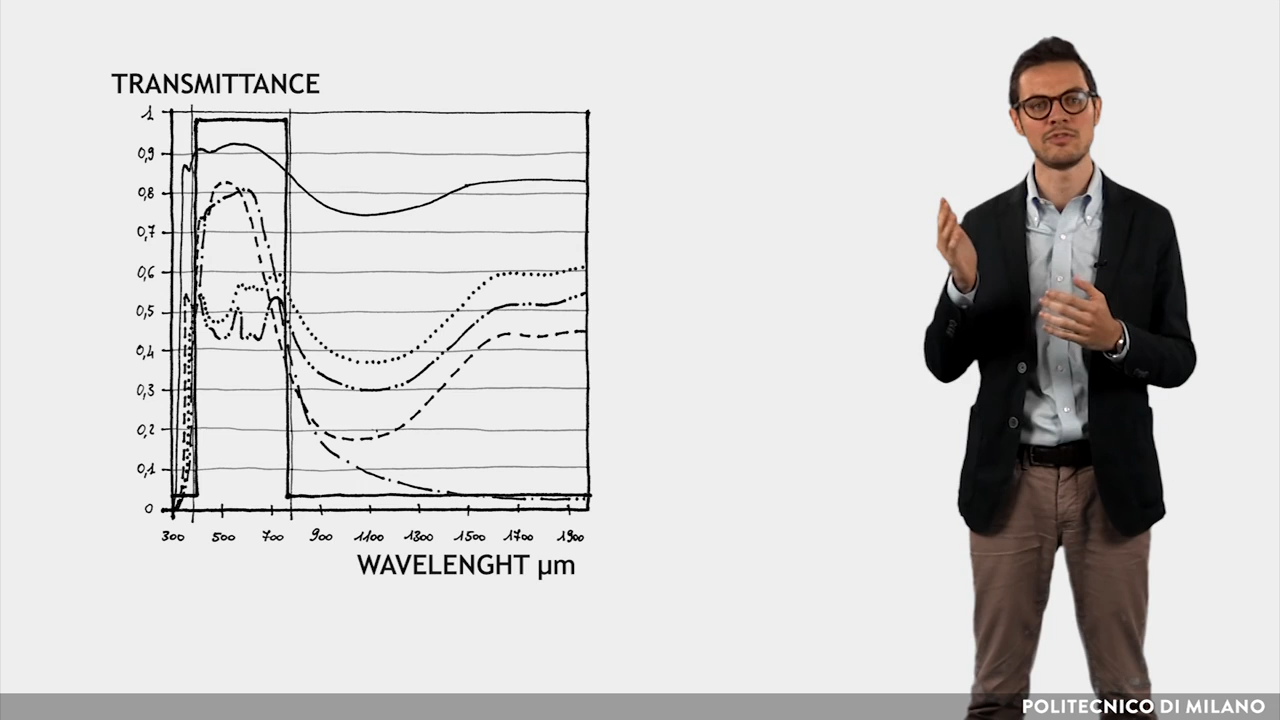 TRANSMITTANCE
1
0,9
0,8
0,7
0,6
0,5
0,4
0,3
0,2
0,1
0
300 500 700 900 1100 1300 1500 1700 1900
WAVELENGHT µm
POLITECNICO DI MILANO